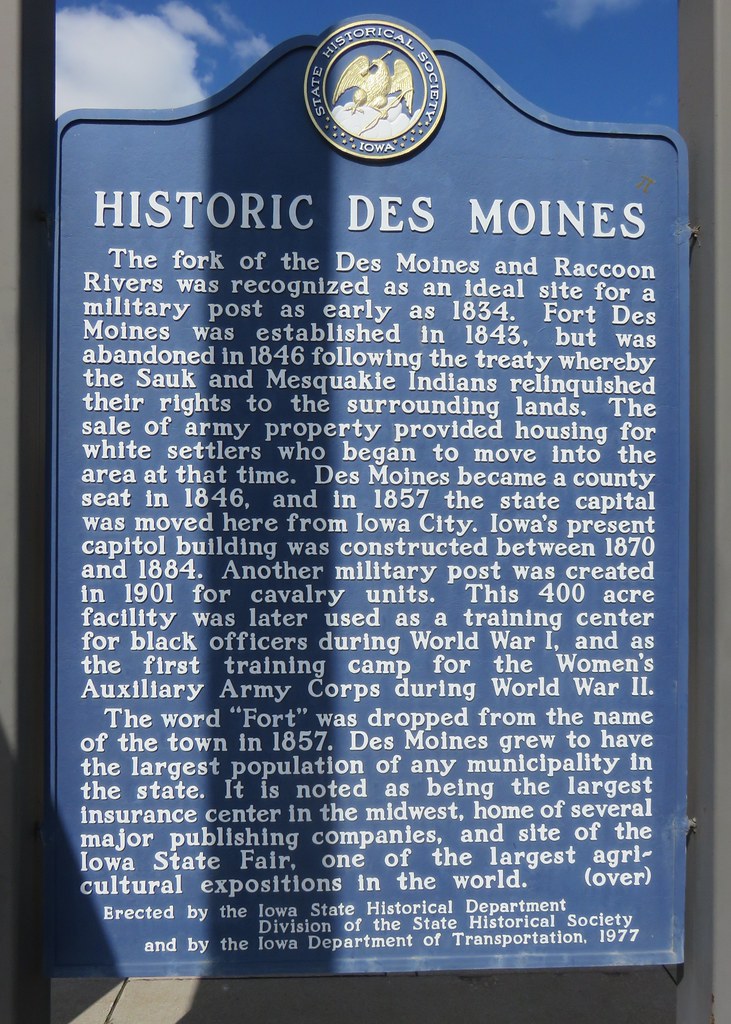 STATE HISTORICAL SOCIETY
IOWA
HISTORIC DES MOINES
The fork of the Des Moines and Raccoon
Rivers was recognized as an ideal site for a
military post as early as 1834. Fort Des
Moines was established in 1843, but was
abandoned in 1846 following the treaty whereby
the Sauk and Mesquakie Indians relinquished
their rights to the surrounding lands. The
sale of army property provided housing for
white settlers who began to move into the
area at that time. Des Moines became a county
seat in 1846, and in 1857 the state capital
was moved here from Iowa City. Iowa's present
capitol building was constructed between 1870
and 1884. Another military post was created
in 1901 for cavalry units. This 400 acre
facility was later used as a training center
for black officers during World War I, and as
the first training camp for the Women's
Auxiliary Army Corps during World War II.
The word "Fort" was dropped from the name
of the town in 1857. Des Moines grew to have
the largest population of any municipality in
the state. It is noted as being the largest
insurance center in the midwest, home of several
major publishing companies, and site of the
Iowa State Fair, one of the largest agri-
cultural expositions in the world. (over)
Erected by the Iowa State Historical Department
Division of the State Historical Society
and by the Iowa Department of Transportation, 1977